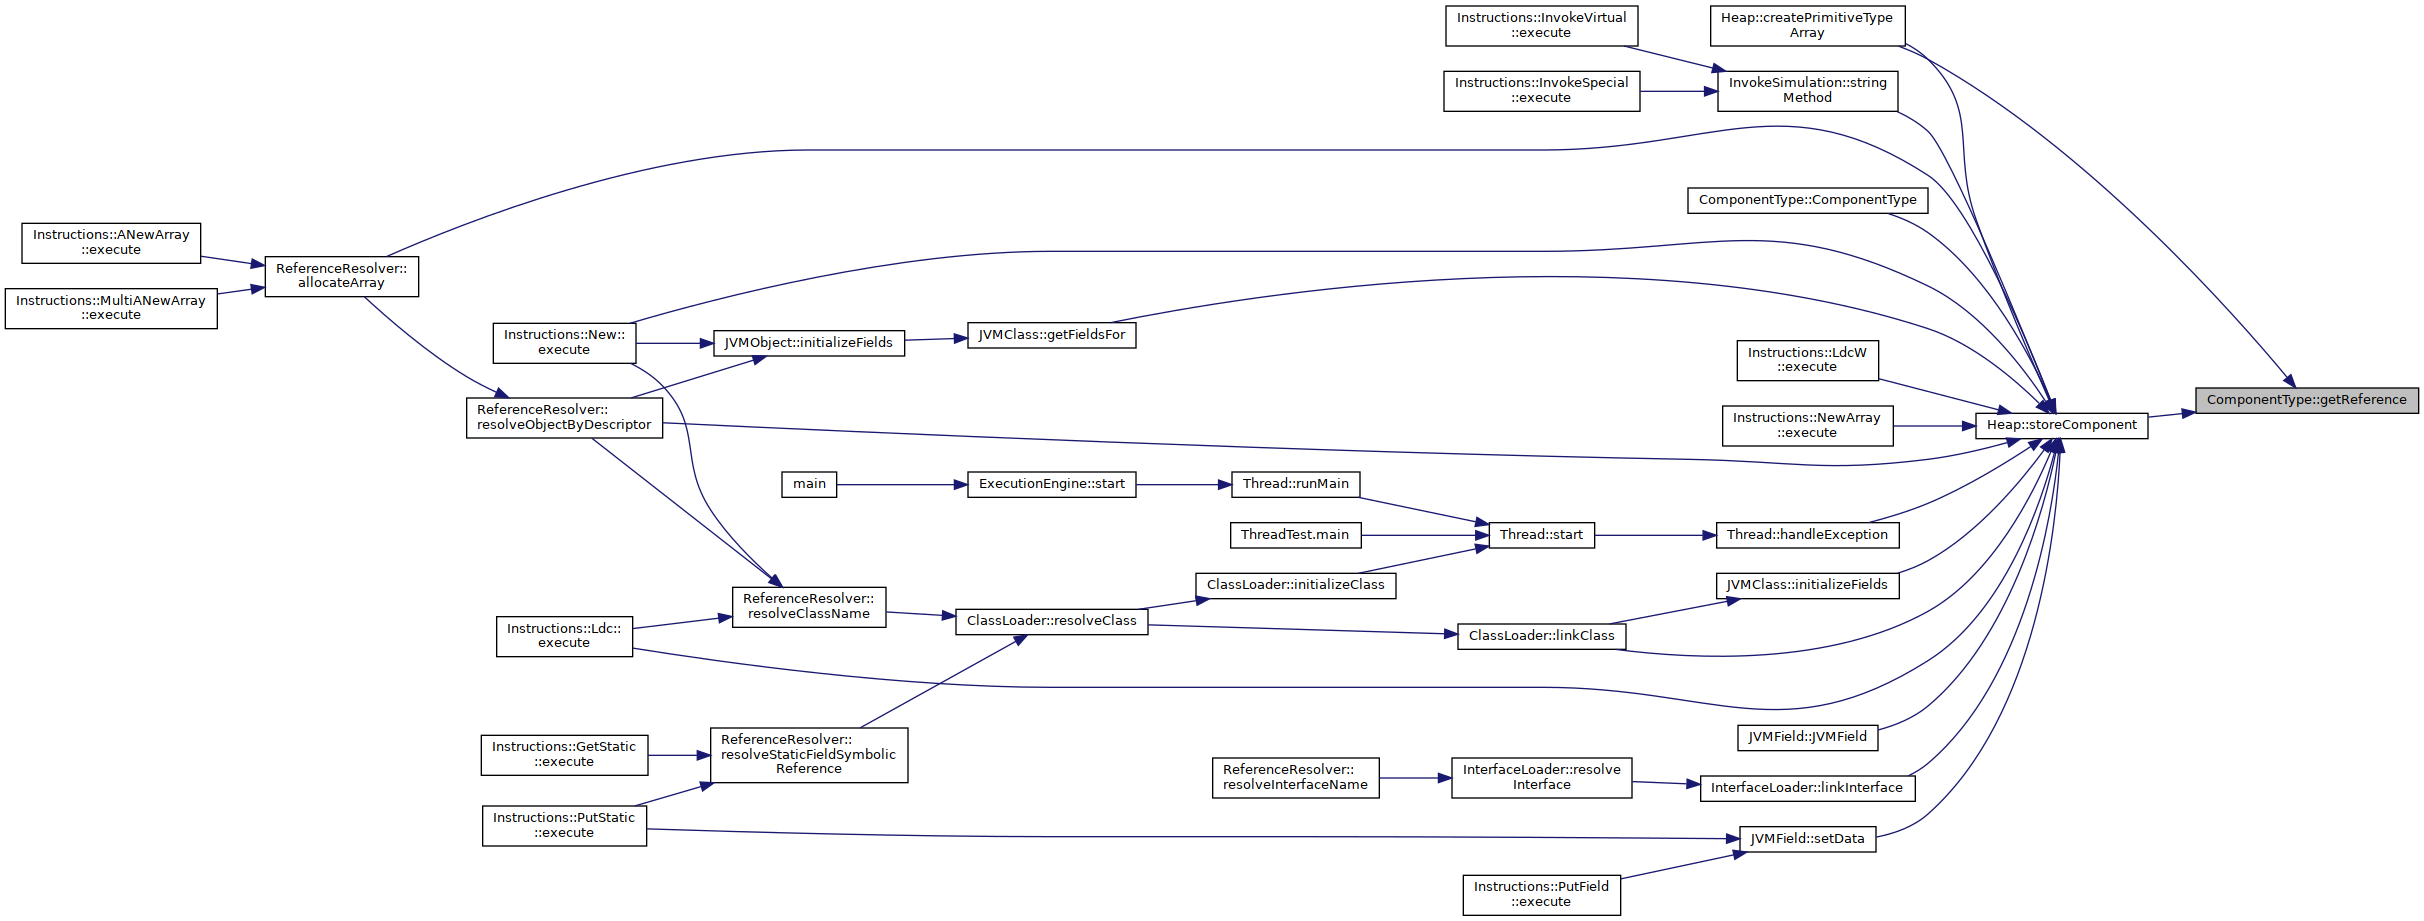 Instructions::InvokeVirtual
::execute
Heap::createPrimitiveType
Array
Instructions::InvokeSpecial
::execute
InvokeSimulation::string
Method
ComponentType::ComponentType
Instructions::ANewArray
::execute
ReferenceResolver::
allocateArray
Instructions::MultiANewArray
::execute
Instructions::New::
execute
JVMObject::initializeFields
JVMClass::getFieldsFor
Instructions::LdcW
::execute
ComponentType::getReference
ReferenceResolver::
resolveObjectByDescriptor
Instructions::NewArray
::execute
Heap::storeComponent
main
ExecutionEngine::start
Thread::runMain
ThreadTest.main
Thread::start
Thread::handleException
ClassLoader::initializeClass
JVMClass::initializeFields
ReferenceResolver::
resolveClassName
ClassLoader::resolveClass
Instructions::Ldc::
execute
ClassLoader::linkClass
Instructions::GetStatic
::execute
ReferenceResolver::
resolveStaticFieldSymbolic
Reference
JVMField::JVMField
ReferenceResolver::
resolveInterfaceName
InterfaceLoader::resolve
Interface
InterfaceLoader::linkInterface
Instructions::PutStatic
::execute
JVMField::setData
Instructions::PutField
::execute